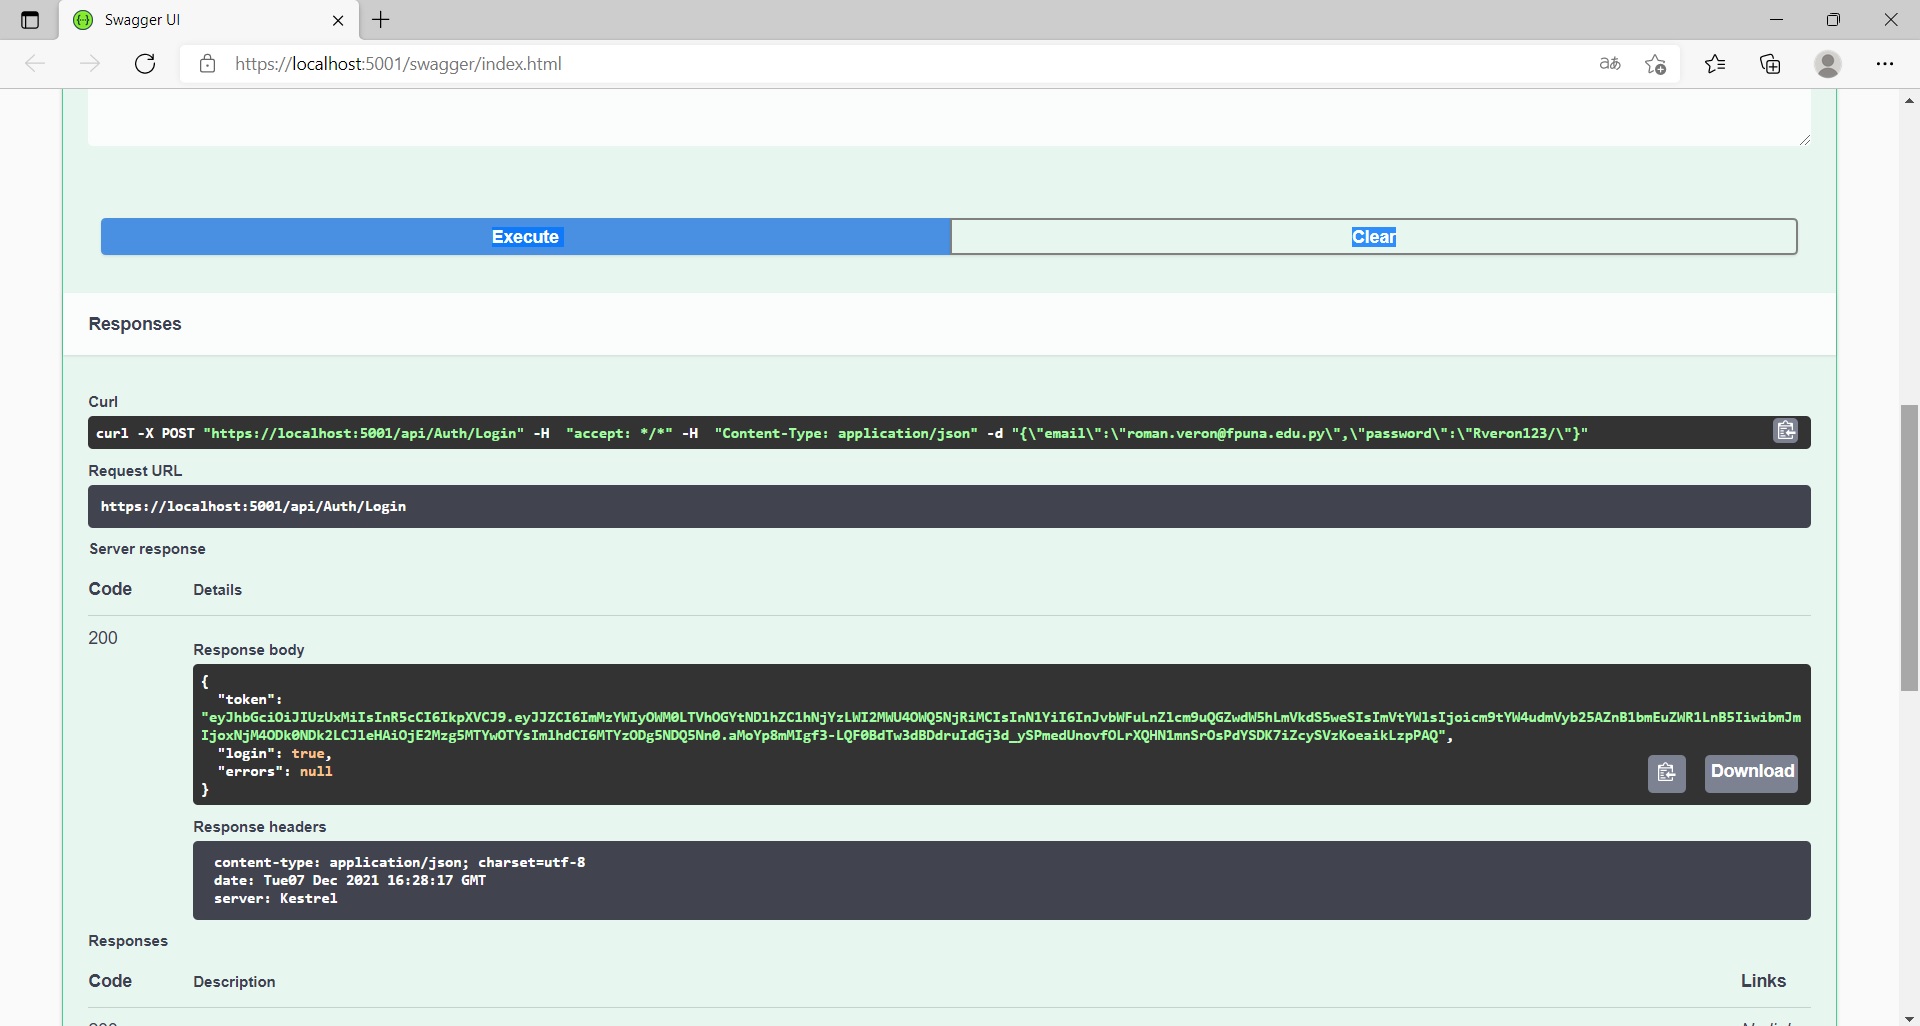 Swagger UI
https://localhost:5001/swagger/index.html
Execute
Clear
Responses
Curl
curl -X POST "https://localhost:5001/api/Auth/Login" -H  "accept: */*" -H  "Content-Type: application/json" -d "{\"email\":\"roman.veron@fpuna.edu.py\",\"password\":\"Rveron123/\"}"
Request URL
https://localhost:5001/api/Auth/Login
Server response
Code
Details
200
Response body
{
"token":
"eyJhbGciOiJIUzUxMiIsInR5cCI6IkpXVCJ9.eyJJZCI6ImMzYWIyOWM0LTVhOGYtNDlhZC1hNjYzLWI2MWU4OWQ5NjRiMCIsInN1YiI6InJvbWFuLnZlcm9uQGZwdW5hLmVkdS5weSIsImVtYWlsIjoicm9tYW4udmVyb25AZnB1bmEuZWR1LnB5IiwibmJm
IjoxNjM4ODk0NDk2LCJleHAiOjE2Mzg5MTYwOTYsImlhdCI6MTYzODg5NDQ5Nn0.aMoYp8mMIgf3-LQF0BdTw3dBDdruIdGj3d_ySPmedUnovfOLrXQHN1mnSrOsPdYSDK7iZcySVzKoeaikLzpPAQ",
"login": true,
"errors": null
}
Download
Response headers
content-type: application/json; charset=utf-8
date: Tue07 Dec 2021 16:28:17 GMT
server: Kestrel
Responses
Code
Description
Links